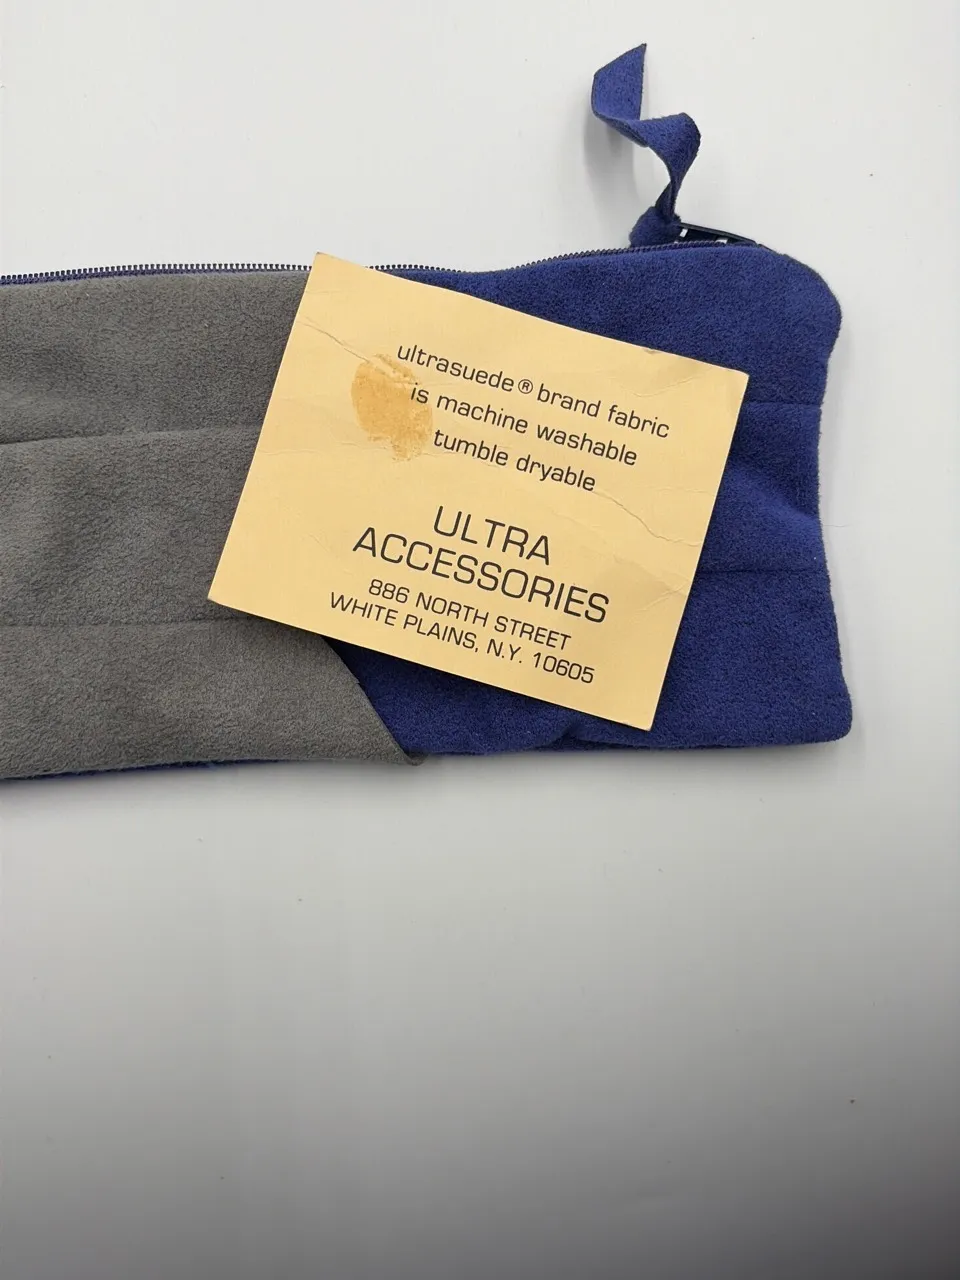 ultrasuede® brand fabric
is machine washable
tumble dryable
ULTRA
ACCESSORIES
886 NORTH STREET
WHITE PLAINS, N.Y. 10605